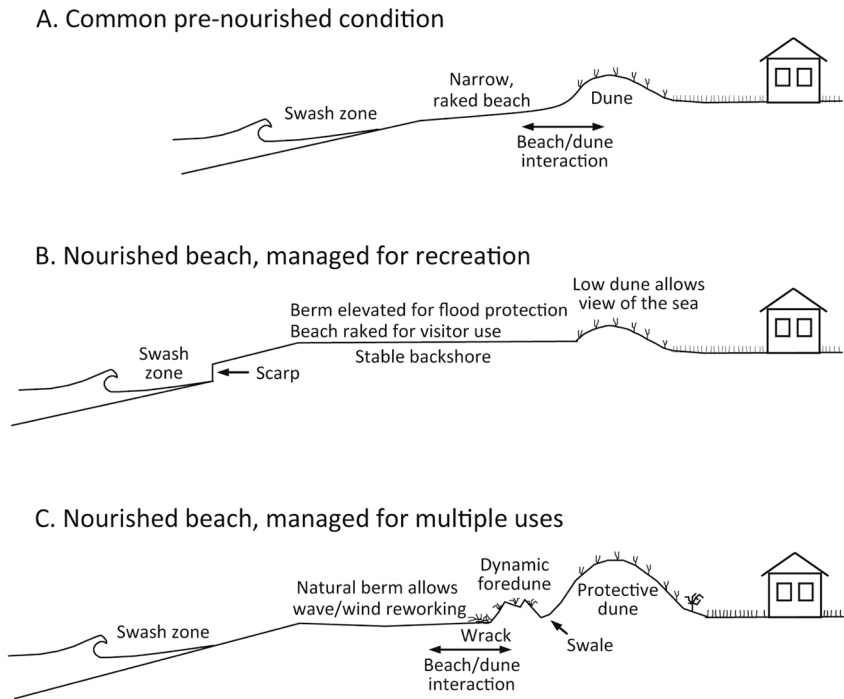 A. Common pre-nourished condition
Narrow,
raked beach
Swash zone
Dune
Beach/dune
interaction
B. Nourished beach, managed for recreation
Low dune allows
view of the sea
Berm elevated for flood protection
Beach raked for visitor use
Stable backshore
Swash
zone
Scarp
C. Nourished beach, managed for multiple uses
Dynamic
foredune
Natural berm allows
wave/wind reworking
Protective
dune
Swash zone
Wrack
Swale
Beach/dune
interaction